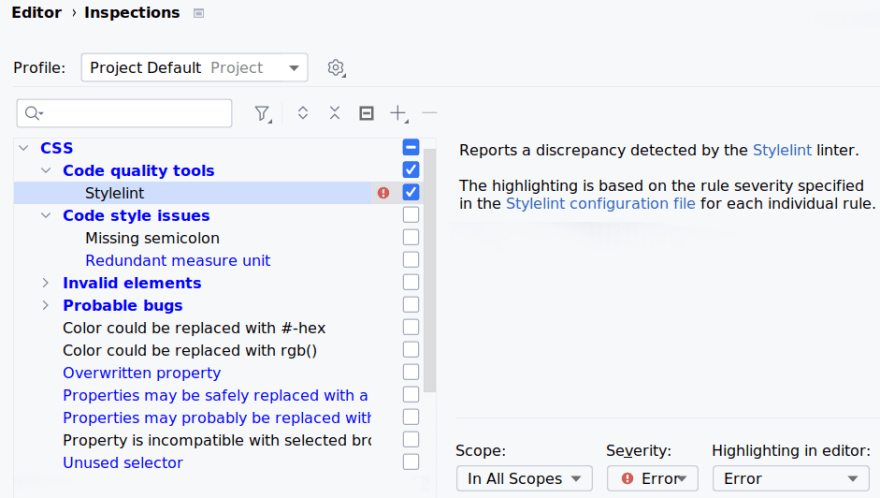 Editor › Inspections
Profile: Project Default Project
CSS
Code quality tools
Stylelint
Code style issues
Missing semicolon
Redundant measure unit
Invalid elements
Probable bugs
Color could be replaced with #-hex
Color could be replaced with rgb()
Overwritten property
Properties may be safely replaced with a
Properties may probably be replaced with
Property is incompatible with selected bro
Unused selector
Reports a discrepancy detected by the Stylelint linter.
The highlighting is based on the rule severity specified
in the Stylelint configuration file for each individual rule.
Scope: Severity: Highlighting in editor:
In All Scopes Error Error